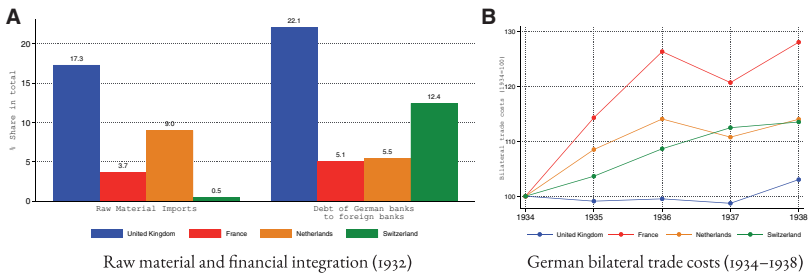 A
% Share in total
20
15
10
5
0
17.3
3.7
9.0
0.5
22.1
5.1
5.5
12.4
Raw Material Imports
Debt of German banks
to foreign banks
United Kingdom France Netherlands Switzerland
Raw material and financial integration (1932)
B
Bilateral trade costs (1934=100)
130
120
110
100
1934 1935 1936 1937 1938
United Kingdom France Netherlands Switzerland
German bilateral trade costs (1934–1938)